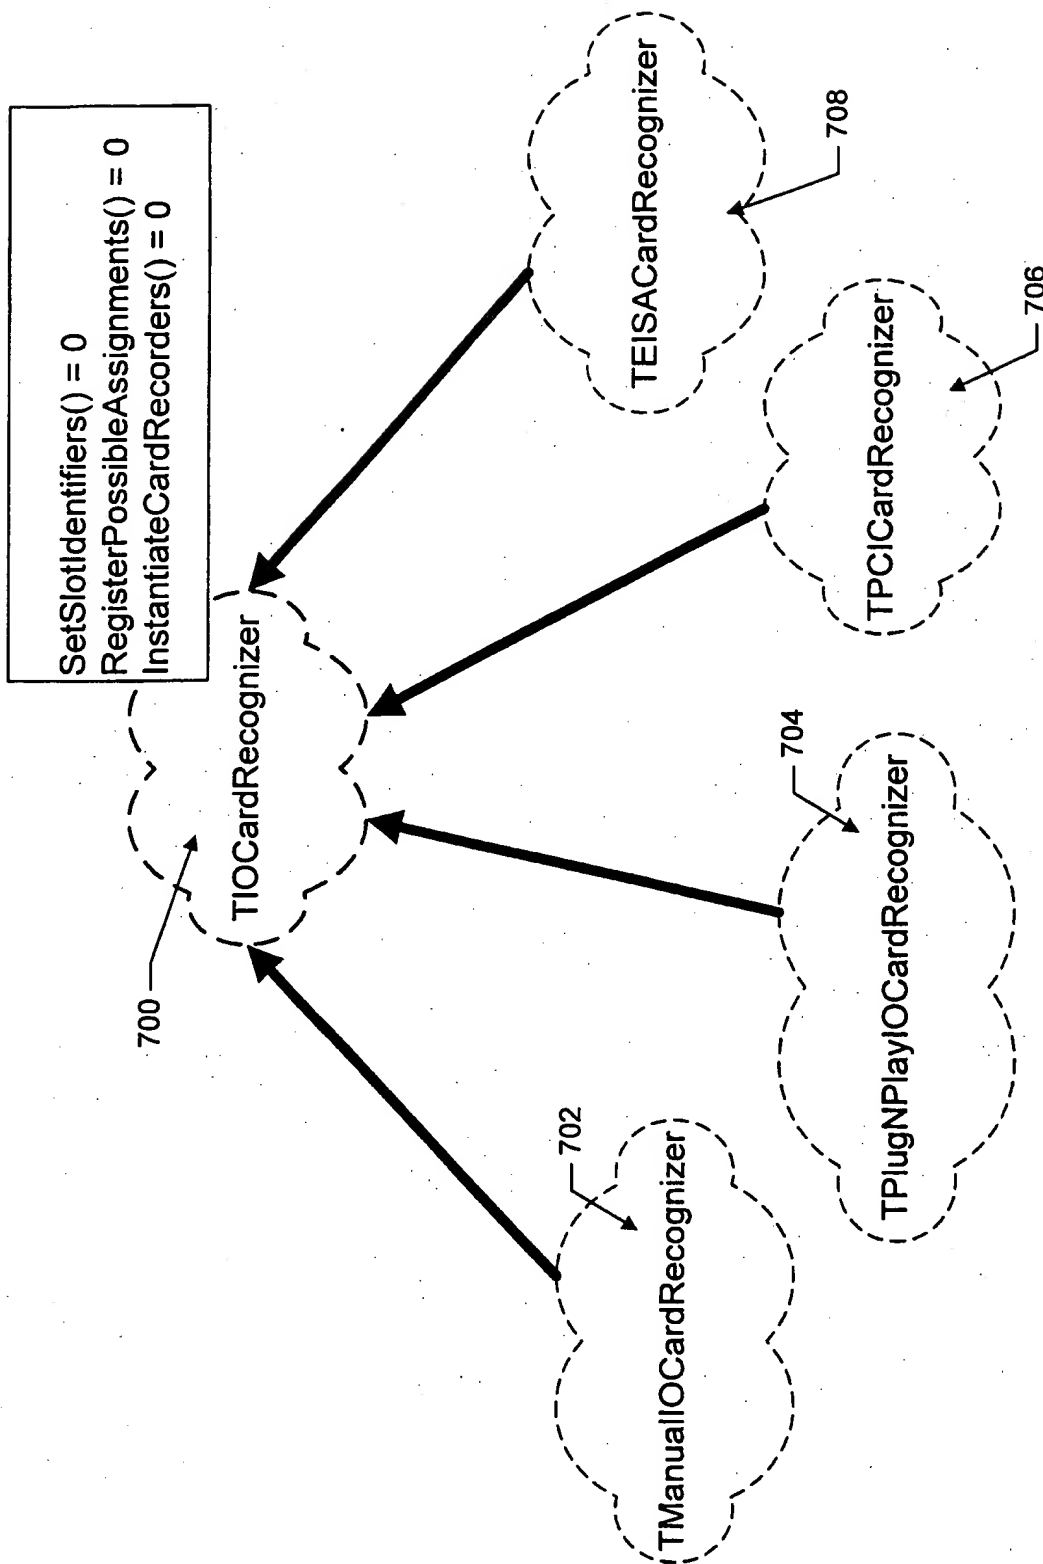 SetSlotIdentifiers() = 0
RegisterPossibleAssignments() = 0
InstantiateCardRecorders() = 0
700
TIOCardRecognizer
702
TManualIOCardRecognizer
704
TPlugNPlayIOCardRecognizer
706
TPCICardRecognizer
708
TEISACardRecognizer